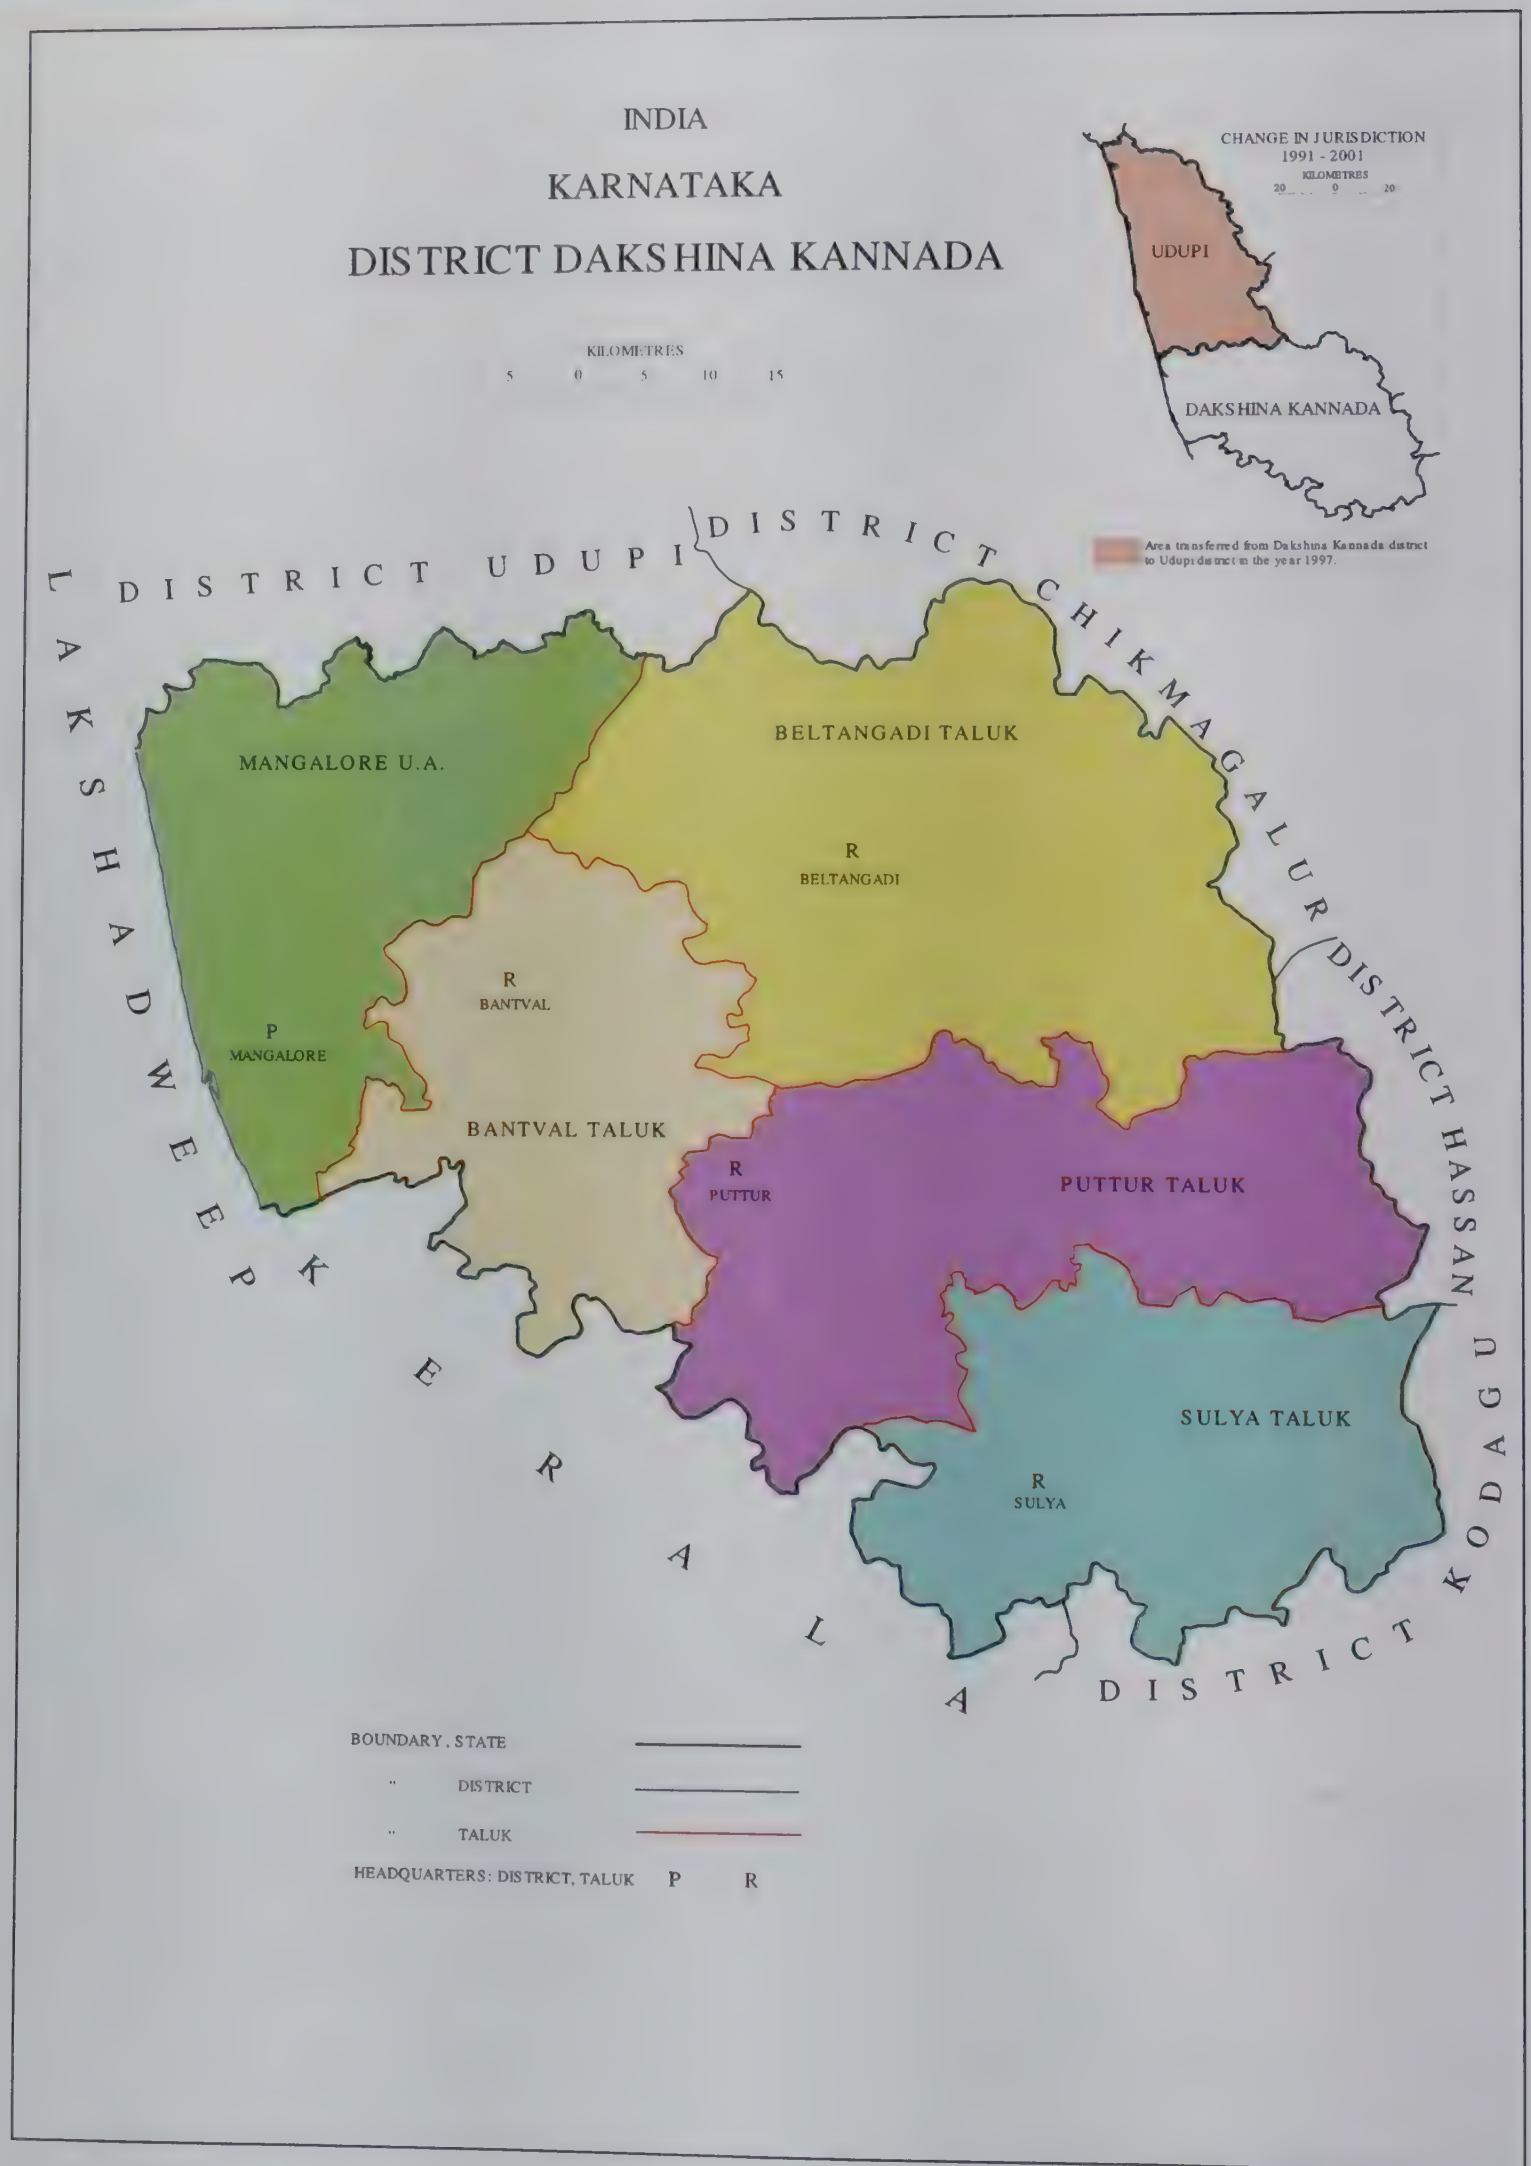 INDIA
KARNATAKA
DISTRICT DAKSHINA KANNADA
KILOMETRES
5 0 5 10 15
CHANGE IN JURISDICTION
1991 - 2001
KILOMETRES
20 0 20
UDUPI
DAKSHINA KANNADA
Area transferred from Dakshina Kannada district
to Udupi district in the year 1997.
DISTRICT UDUPI
DISTRICT CHIKMAGALUR
DISTRICT HASSAN
DISTRICT KODAGU
LAKSHADWEEP
KERALA
MANGALORE U.A.
P
MANGALORE
BELTANGADI TALUK
R
BELTANGADI
R
BANTVAL
BANTVAL TALUK
R
PUTTUR
PUTTUR TALUK
SULYA TALUK
R
SULYA
BOUNDARY, STATE
" DISTRICT
" TALUK
HEADQUARTERS: DISTRICT, TALUK P R